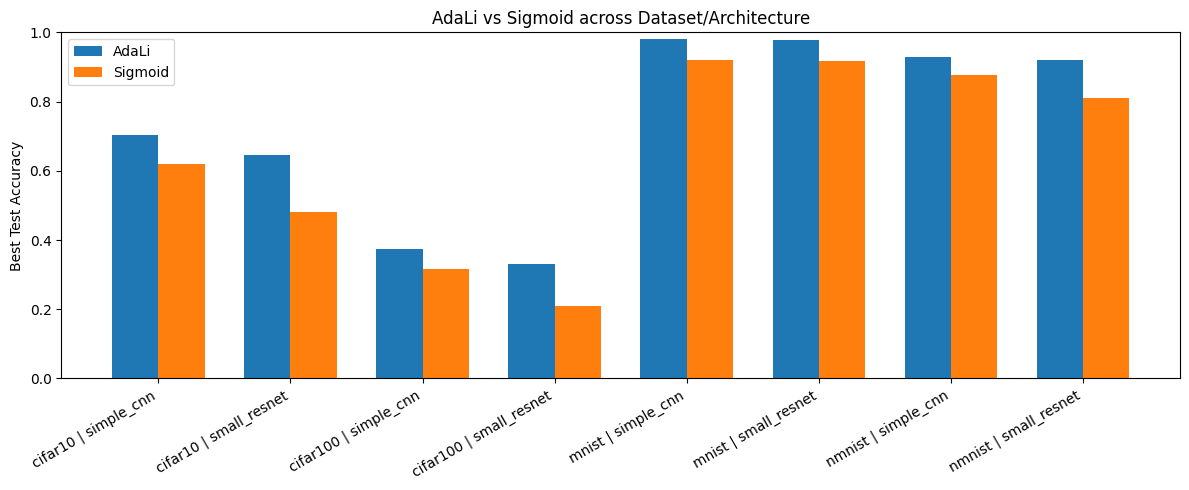 AdaLi vs Sigmoid across Dataset/Architecture
AdaLi
Sigmoid
Best Test Accuracy
1.0
0.8
0.6
0.4
0.2
0.0
cifar10 | simple_cnn
cifar10 | small_resnet
cifar100 | simple_cnn
cifar100 | small_resnet
mnist | simple_cnn
mnist | small_resnet
nmnist | simple_cnn
nmnist | small_resnet